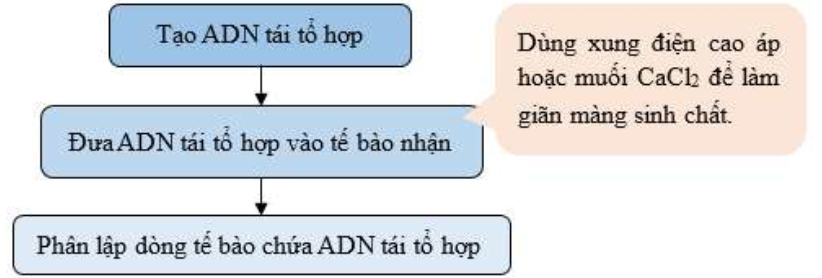 Tạo ADN tái tổ hợp
Dùng xung điện cao áp
hoặc muối CaCl₂ để làm
giãn màng sinh chất.
Đưa ADN tái tổ hợp vào tế bào nhận
Phân lập dòng tế bào chứa ADN tái tổ hợp